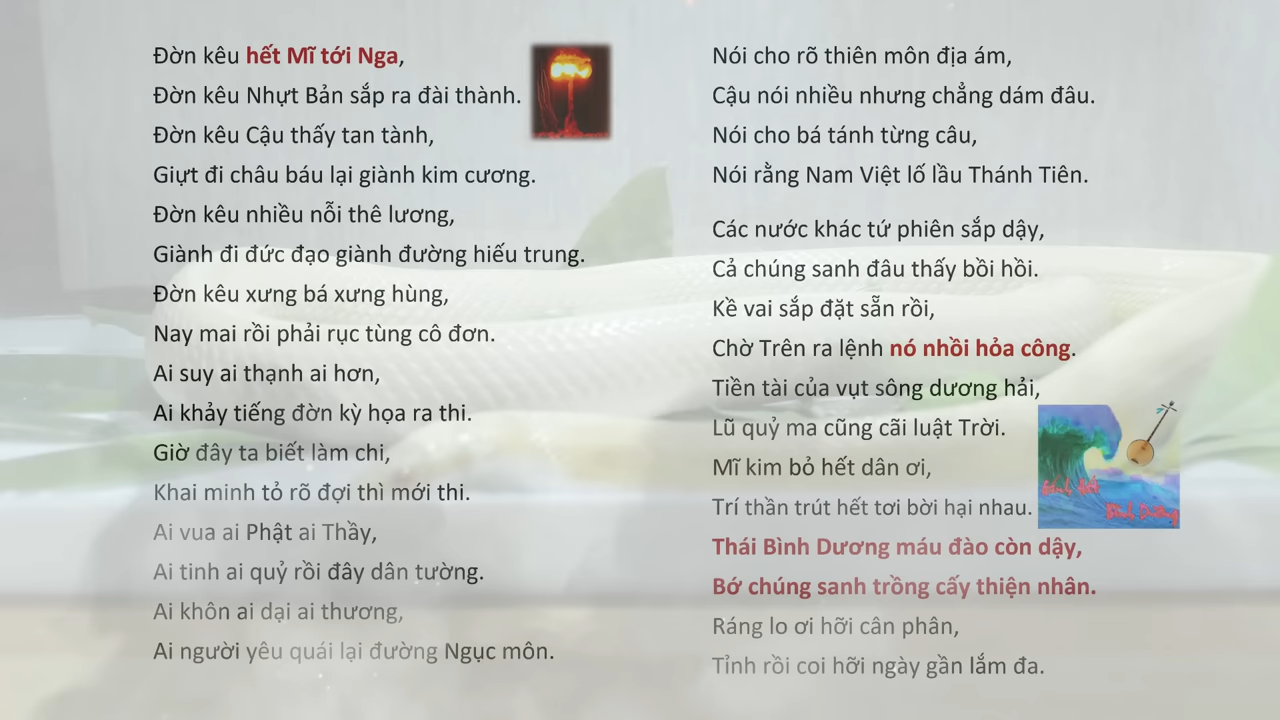 Đờn kêu hết Mĩ tới Nga,
Đờn kêu Nhựt Bản sắp ra đài thành.
Đờn kêu Cậu thấy tan tành,
Giựt đi châu báu lại giành kim cương.
Đờn kêu nhiều nỗi thê lương,
Giành đi đức đạo giành đường hiếu trung.
Đờn kêu xưng bá xưng hùng,
Nay mai rồi phải rục tùng cô đơn.
Ai suy ai thạnh ai hơn,
Ai khảy tiếng đờn kỳ họa ra thi.
Giờ đây ta biết làm chi,
Khai minh tỏ rõ đợi thì mới thi.
Ai vua ai Phật ai Thầy,
Ai tinh ai quỷ rồi đây dân tường.
Ai khôn ai dại ai thương,
Ai người yêu quái lại đường Ngục môn.
Nói cho rõ thiên môn địa ám,
Cậu nói nhiều nhưng chẳng dám đâu.
Nói cho bá tánh từng câu,
Nói rằng Nam Việt lố lầu Thánh Tiên.
Các nước khác tứ phiên sắp dậy,
Cả chúng sanh đâu thấy bồi hồi.
Kề vai sắp đặt sẵn rồi,
Chờ Trên ra lệnh nó nhồi hỏa công.
Tiền tài của vụt sông dương hải,
Lũ quỷ ma cũng cãi luật Trời.
Mĩ kim bỏ hết dân ơi,
Trí thần trút hết tơi bời hại nhau.
Thái Bình Dương máu đào còn dậy,
Bớ chúng sanh trồng cấy thiện nhân.
Ráng lo ơi hỡi cân phân,
Tỉnh rồi coi hỡi ngày gần lắm đa.